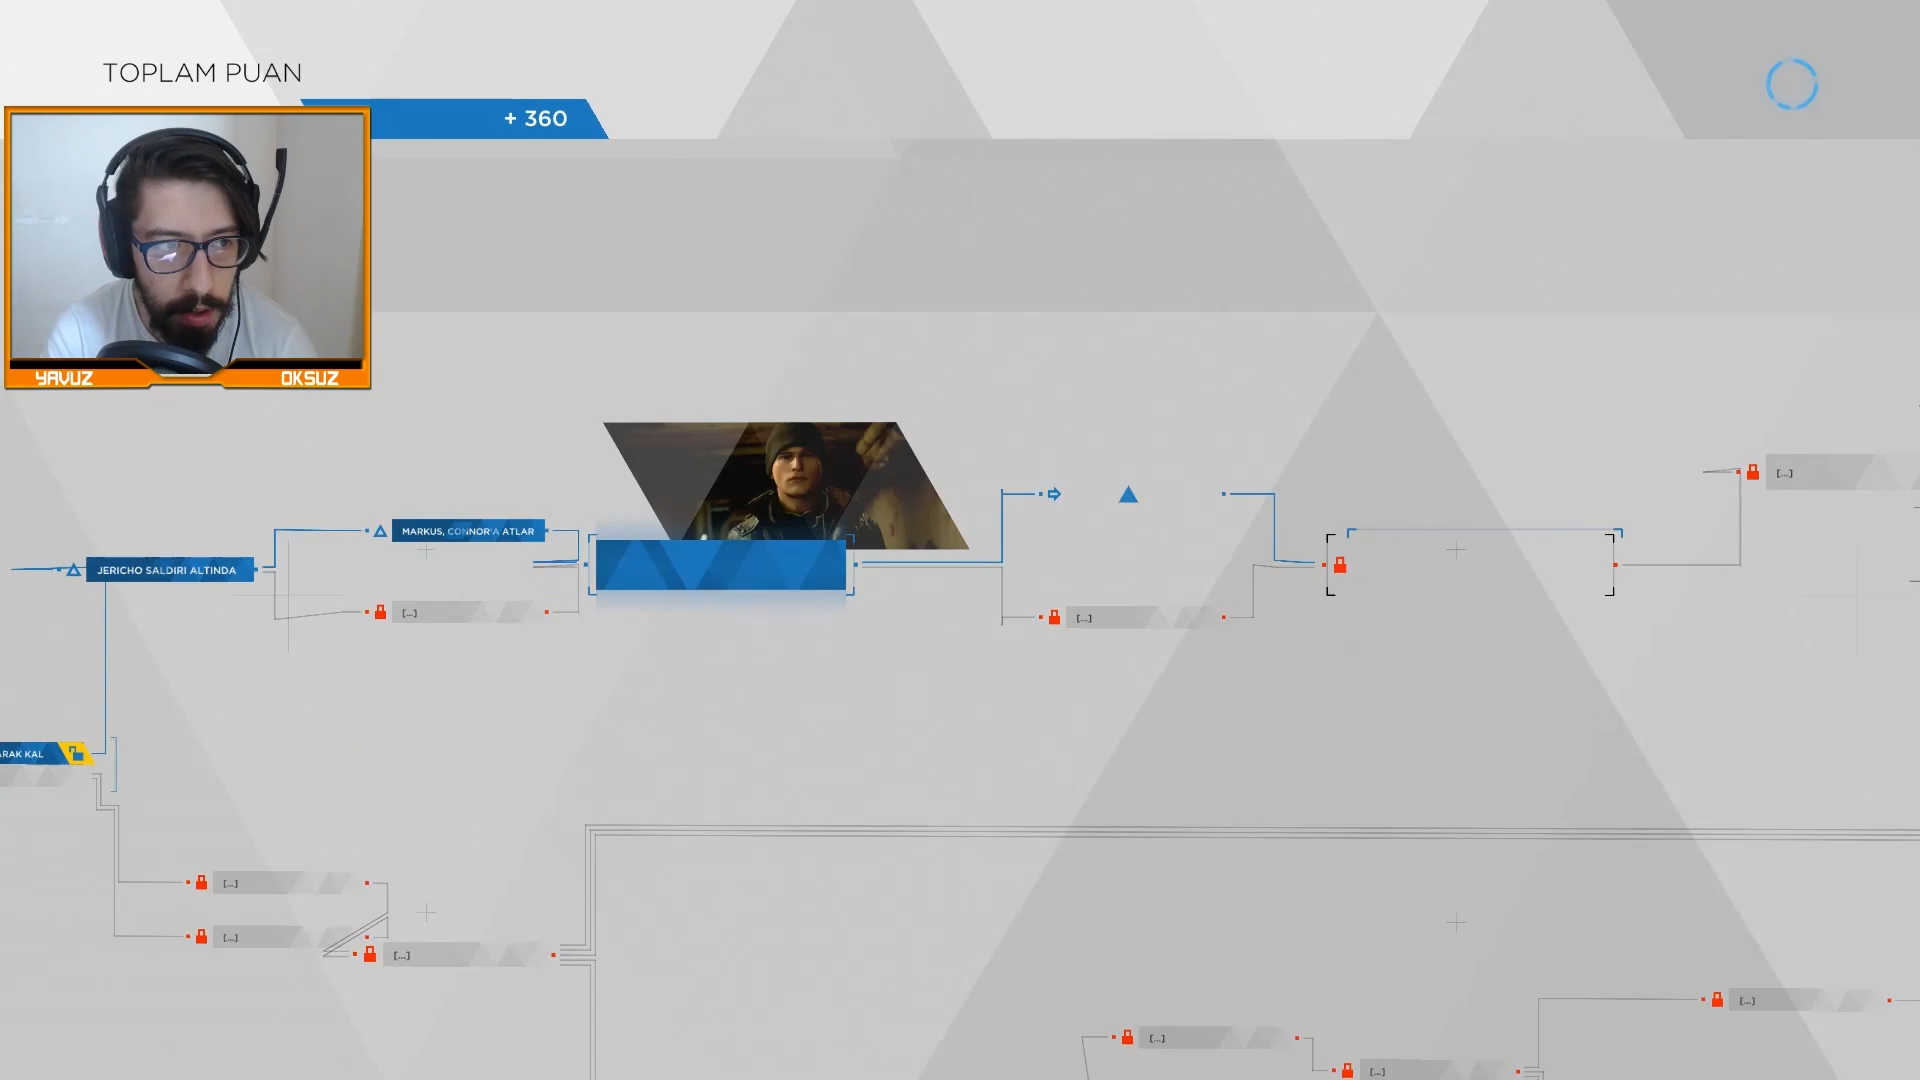 TOPLAM PUAN
+ 360
YAVUZ
OKSUZ
[...]
MARKUS, CONNOR'A ATLAR
JERICHO SALDIRI ALTINDA
[...]
[...]
ARAK KAL
[...]
[...]
[...]
[...]
[...]
[...]